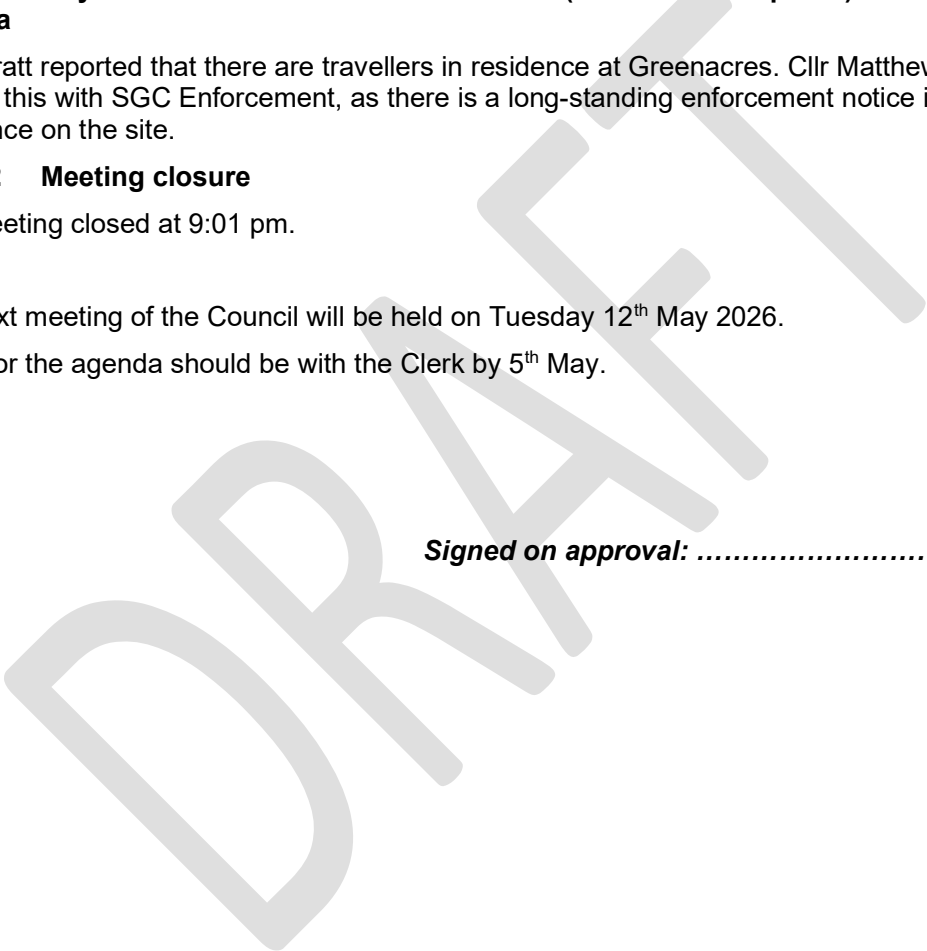 a
ratt reported that there are travellers in residence at Greenacres. Cllr Matthew
this with SGC Enforcement, as there is a long-standing enforcement notice i
nce on the site.
: Meeting closure
eeting closed at 9:01 pm.
xt meeting of the Council will be held on Tuesday 12th May 2026.
or the agenda should be with the Clerk by 5th May.
Signed on approval: ……………………
DRAFT